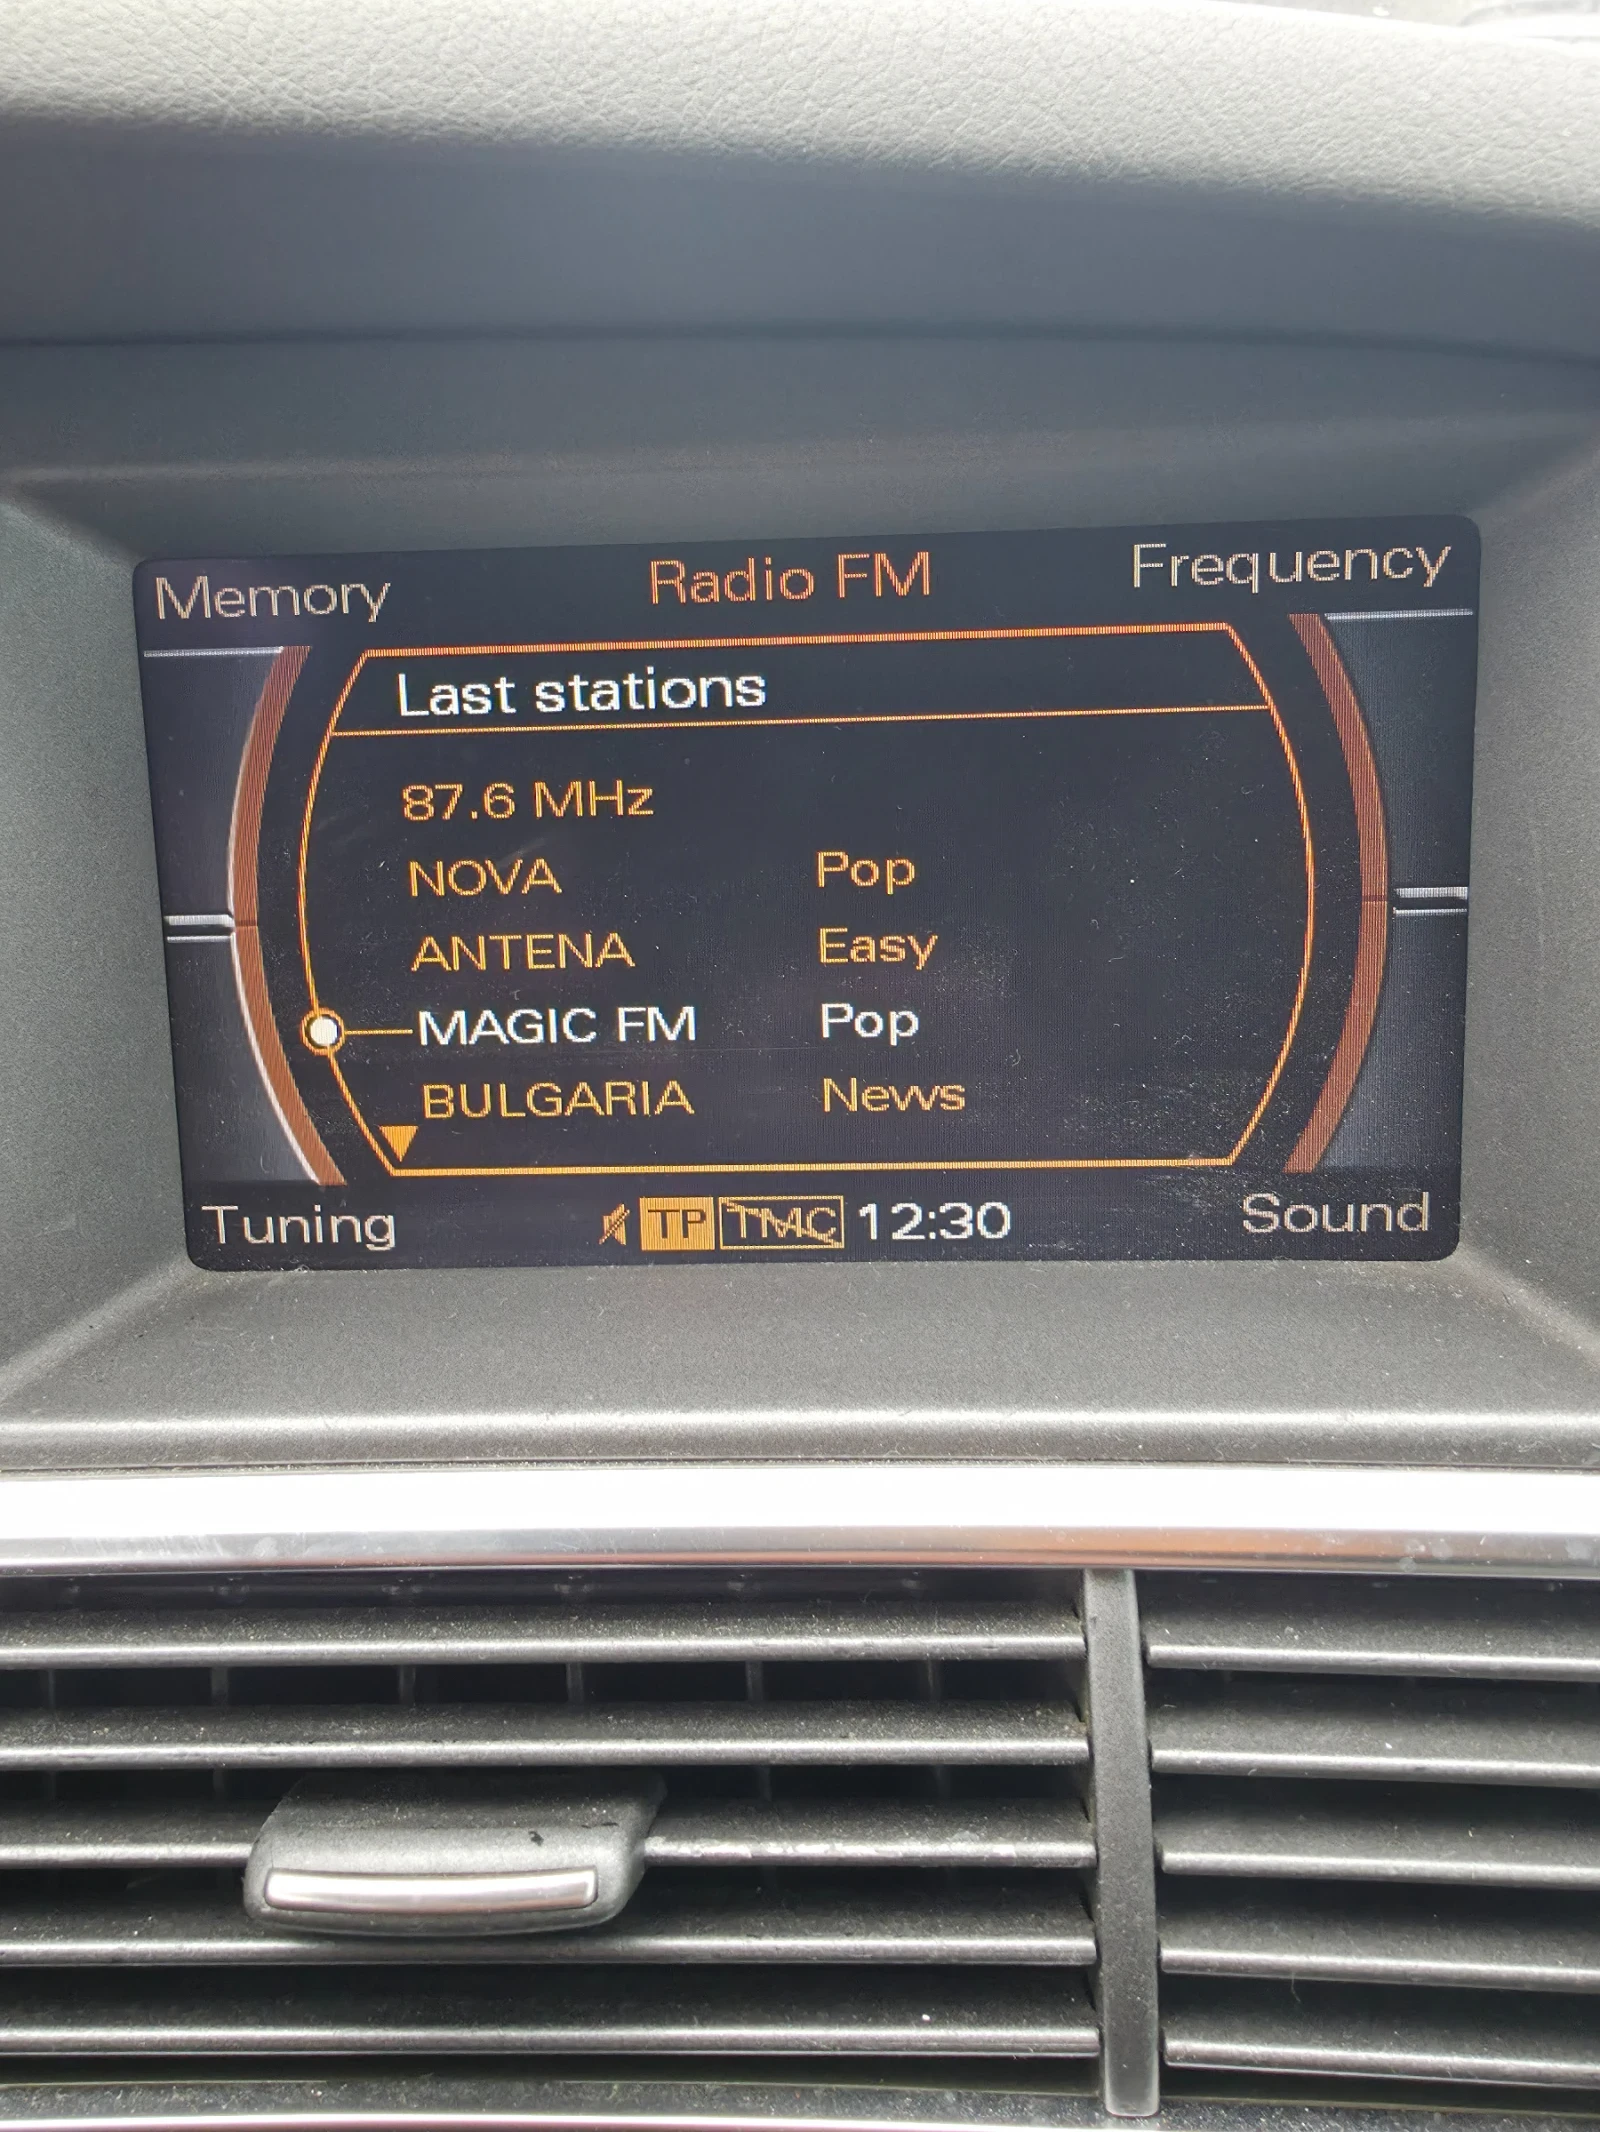 Memory
Radio FM
Frequency
Last stations
87.6 MHz
NOVA Pop
ANTENA Easy
MAGIC FM Pop
BULGARIA News
Tuning
TP TMC 12:30
Sound